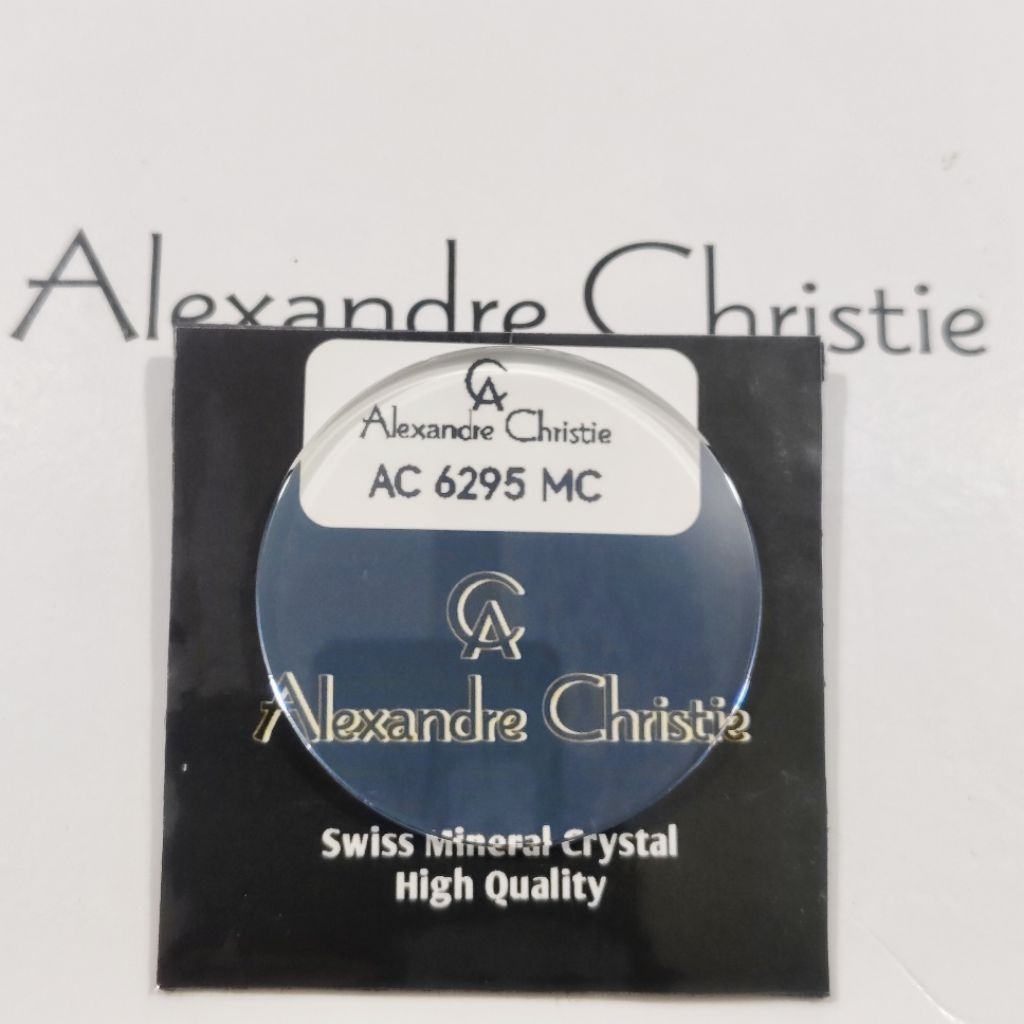 Alexandre Christie
CA
Alexandre Christie
AC 6295 MC
CA
Alexandre Christie
Swiss Mineral Crystal
High Quality